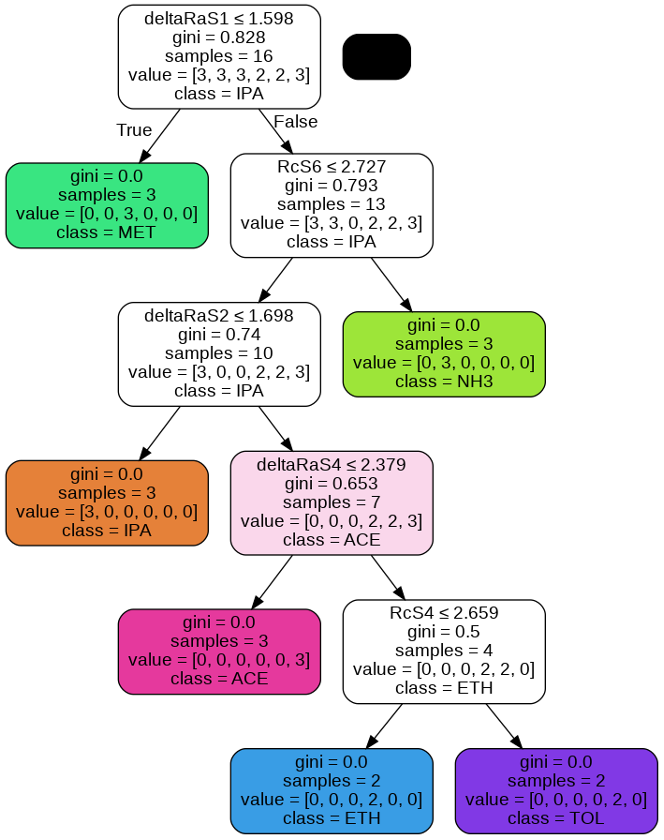 deltaRaS1 ≤ 1.598
gini = 0.828
samples = 16
value = [3, 3, 3, 2, 2, 3]
class = IPA
True
False
gini = 0.0
samples = 3
value = [0, 0, 3, 0, 0, 0]
class = MET
RcS6 ≤ 2.727
gini = 0.793
samples = 13
value = [3, 3, 0, 2, 2, 3]
class = IPA
deltaRaS2 ≤ 1.698
gini = 0.74
samples = 10
value = [3, 0, 0, 2, 2, 3]
class = IPA
gini = 0.0
samples = 3
value = [0, 3, 0, 0, 0, 0]
class = NH3
gini = 0.0
samples = 3
value = [3, 0, 0, 0, 0, 0]
class = IPA
deltaRaS4 ≤ 2.379
gini = 0.653
samples = 7
value = [0, 0, 0, 2, 2, 3]
class = ACE
gini = 0.0
samples = 3
value = [0, 0, 0, 0, 0, 3]
class = ACE
RcS4 ≤ 2.659
gini = 0.5
samples = 4
value = [0, 0, 0, 2, 2, 0]
class = ETH
gini = 0.0
samples = 2
value = [0, 0, 0, 2, 0, 0]
class = ETH
gini = 0.0
samples = 2
value = [0, 0, 0, 0, 2, 0]
class = TOL